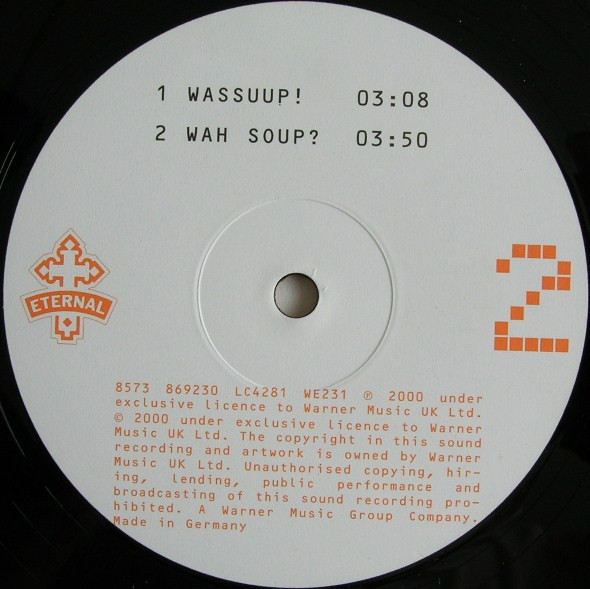 1 WASSUUP! 03:08
2 WAH SOUP? 03:50
ETERNAL
2
8573 869230 LC4281 WE231 ℗ 2000 under
exclusive licence to Warner Music UK Ltd.
© 2000 under exclusive licence to Warner
Music UK Ltd. The copyright in this sound
recording and artwork is owned by Warner
Music UK Ltd. Unauthorised copying, hir-
ing, lending, public performance and
broadcasting of this sound recording pro-
hibited. A Warner Music Group Company.
Made in Germany